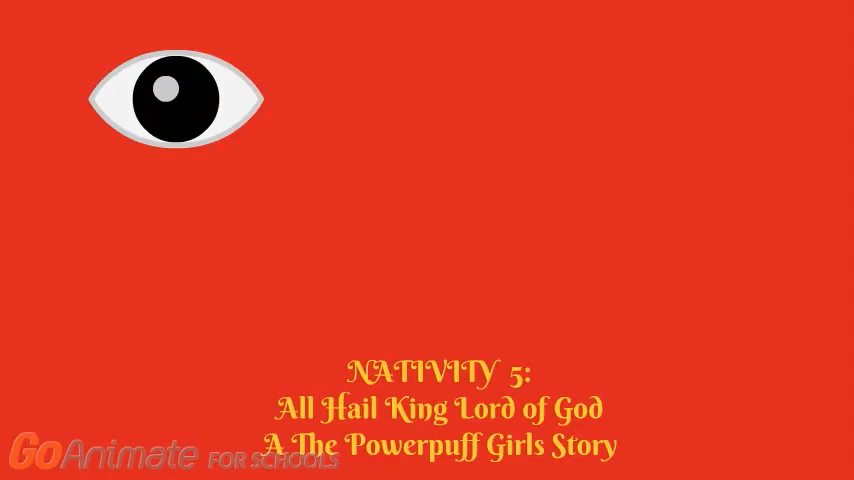 NATIVITY 5:
All Hail King Lord of God
A The Powerpuff Girls Story
GoAnimate FOR SCHOOLS